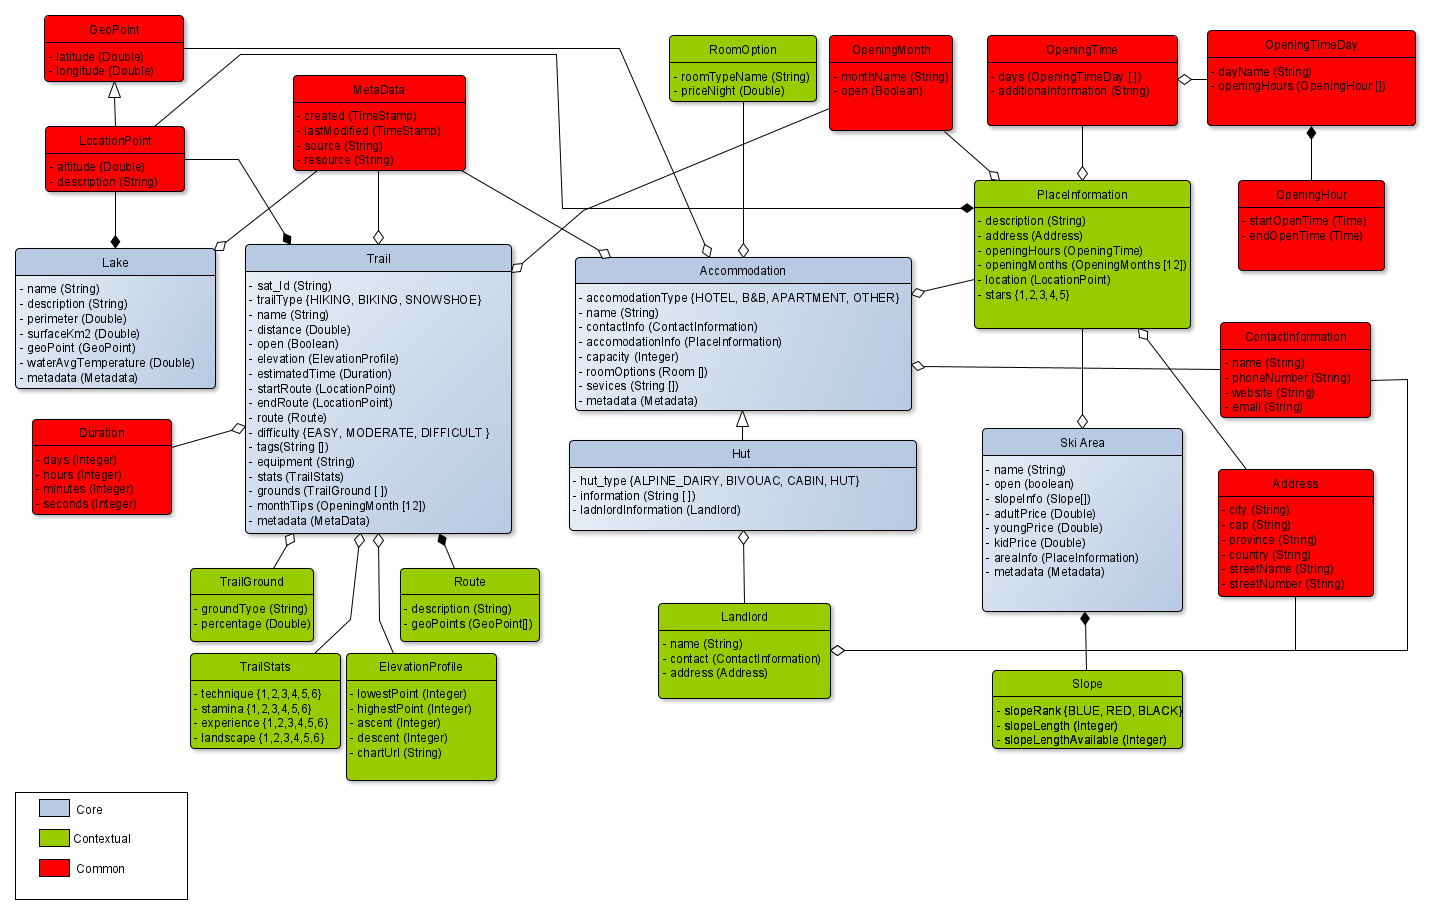 GeoPoint
- latitude (Double)
- longitude (Double)
RoomOption
- roomTypeName (String)
- priceNight (Double)
OpeningMonth
- monthName (String)
- open (Boolean)
OpeningTime
- days (OpeningTimeDay [ ])
- additionaInformation (String)
OpeningTimeDay
- dayName (String)
- openingHours (OpeningHour [])
MetaData
- created (TimeStamp)
- lastModified (TimeStamp)
- source (String)
- resource (String)
LocationPoint
- altitude (Double)
- description (String)
PlaceInformation
- description (String)
- address (Address)
- openingHours (OpeningTime)
- openingMonths (OpeningMonths [12])
- location (LocationPoint)
- stars {1,2,3,4,5}
OpeningHour
- startOpenTime (Time)
- endOpenTime (Time)
Lake
- name (String)
- description (String)
- perimeter (Double)
- surfaceKm2 (Double)
- geoPoint (GeoPoint)
- waterAvgTemperature (Double)
- metadata (Metadata)
Trail
- sat_Id (String)
- trailType {HIKING, BIKING, SNOWSHOE}
- name (String)
- distance (Double)
- open (Boolean)
- elevation (ElevationProfile)
- estimatedTime (Duration)
- startRoute (LocationPoint)
- endRoute (LocationPoint)
- route (Route)
- difficulty {EASY, MODERATE, DIFFICULT }
- tags(String [])
- equipment (String)
- stats (TrailStats)
- grounds (TrailGround [ ])
- monthTips (OpeningMonth [12])
- metadata (MetaData)
Accommodation
- accomodationType {HOTEL, B&B, APARTMENT, OTHER}
- name (String)
- contactInfo (ContactInformation)
- accomodationInfo (PlaceInformation)
- capacity (Integer)
- roomOptions (Room [])
- sevices (String [])
- metadata (Metadata)
ContactInformation
- name (String)
- phoneNumber (String)
- website (String)
- email (String)
Duration
- days (Integer)
- hours (Integer)
- minutes (Integer)
- seconds (Integer)
Hut
- hut_type {ALPINE_DAIRY, BIVOUAC, CABIN, HUT}
- information (String [ ])
- ladnlordInformation (Landlord)
Ski Area
- name (String)
- open (boolean)
- slopeInfo (Slope[])
- adultPrice (Double)
- youngPrice (Double)
- kidPrice (Double)
- areaInfo (PlaceInformation)
- metadata (Metadata)
Address
- city (String)
- cap (String)
- province (String)
- country (String)
- streetName (String)
- streetNumber (String)
TrailGround
- groundTyoe (String)
- percentage (Double)
Route
- description (String)
- geoPoints (GeoPoint[])
Landlord
- name (String)
- contact (ContactInformation)
- address (Address)
TrailStats
- technique {1,2,3,4,5,6}
- stamina {1,2,3,4,5,6}
- experience {1,2,3,4,5,6}
- landscape {1,2,3,4,5,6}
ElevationProfile
- lowestPoint (Integer)
- highestPoint (Integer)
- ascent (Integer)
- descent (Integer)
- chartUrl (String)
Slope
- slopeRank {BLUE, RED, BLACK}
- slopeLength (Integer)
- slopeLengthAvailable (Integer)
Core
Contextual
Common